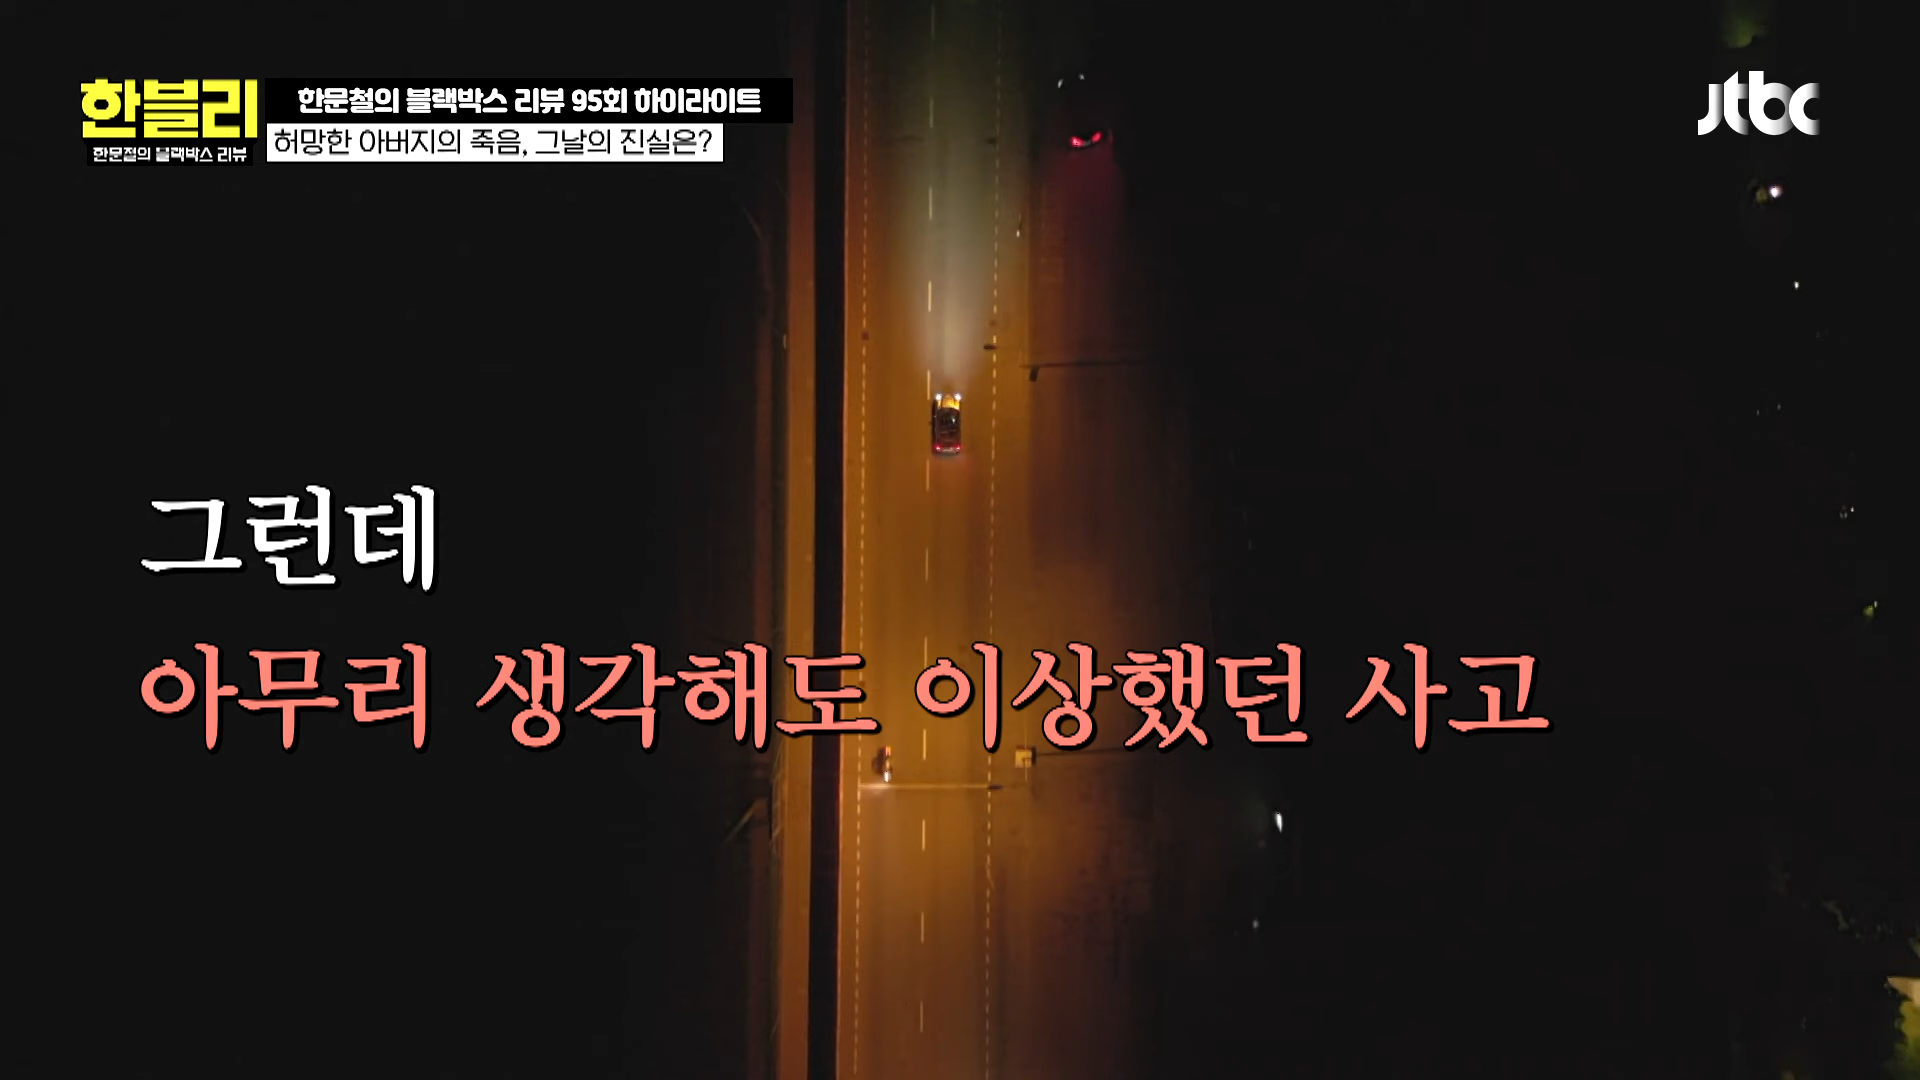 한블리
한문철의 블랙박스 리뷰
한문철의 블랙박스 리뷰 95회 하이라이트
허망한 아버지의 죽음, 그날의 진실은?
jtbc
그런데
아무리 생각해도 이상했던 사고